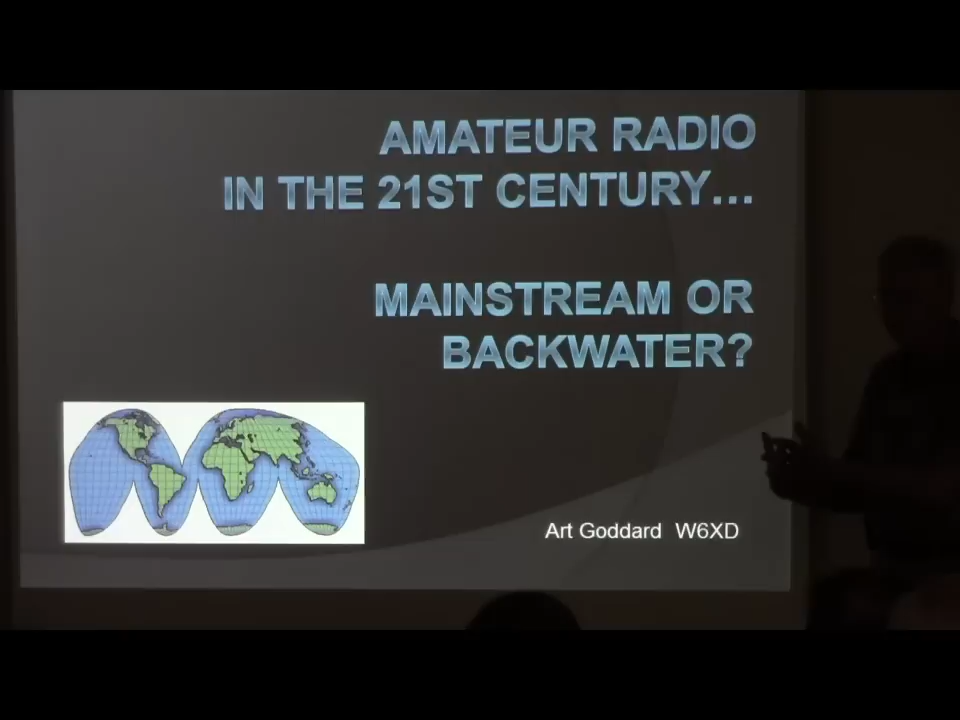 AMATEUR RADIO
IN THE 21ST CENTURY...
MAINSTREAM OR
BACKWATER?
Art Goddard W6XD